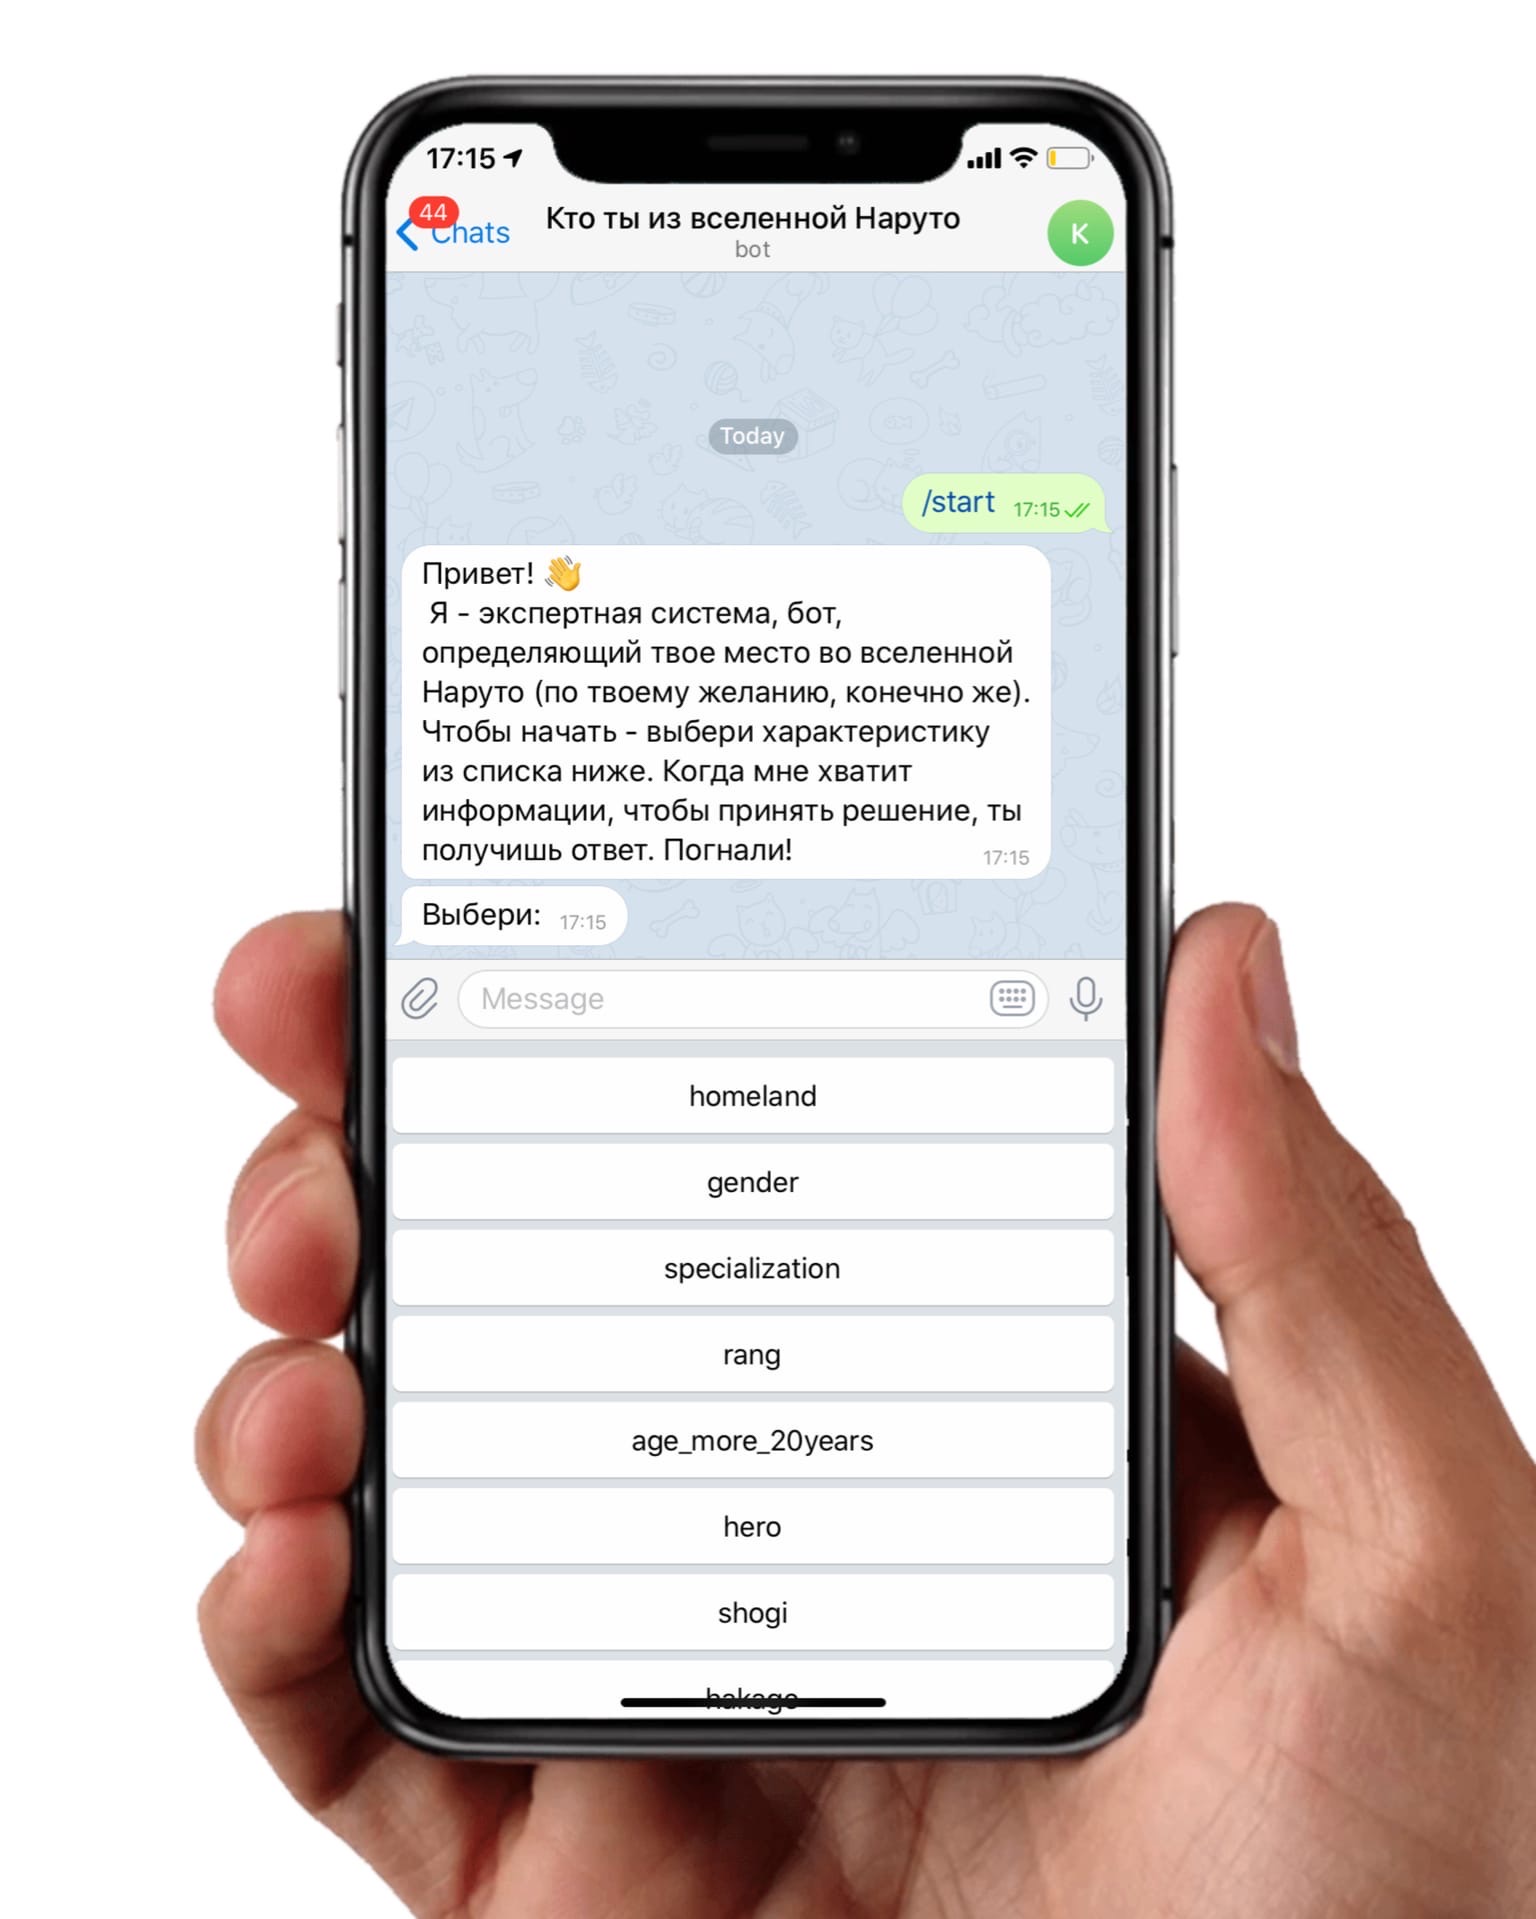 17:15
44
Chats
Кто ты из вселенной Наруто
bot
K
Today
/start 17:15
Привет! 👋
Я - экспертная система, бот,
определяющий твое место во вселенной
Наруто (по твоему желанию, конечно же).
Чтобы начать - выбери характеристику
из списка ниже. Когда мне хватит
информации, чтобы принять решение, ты
получишь ответ. Погнали!
17:15
Выбери: 17:15
Message
homeland
gender
specialization
rang
age_more_20years
hero
shogi